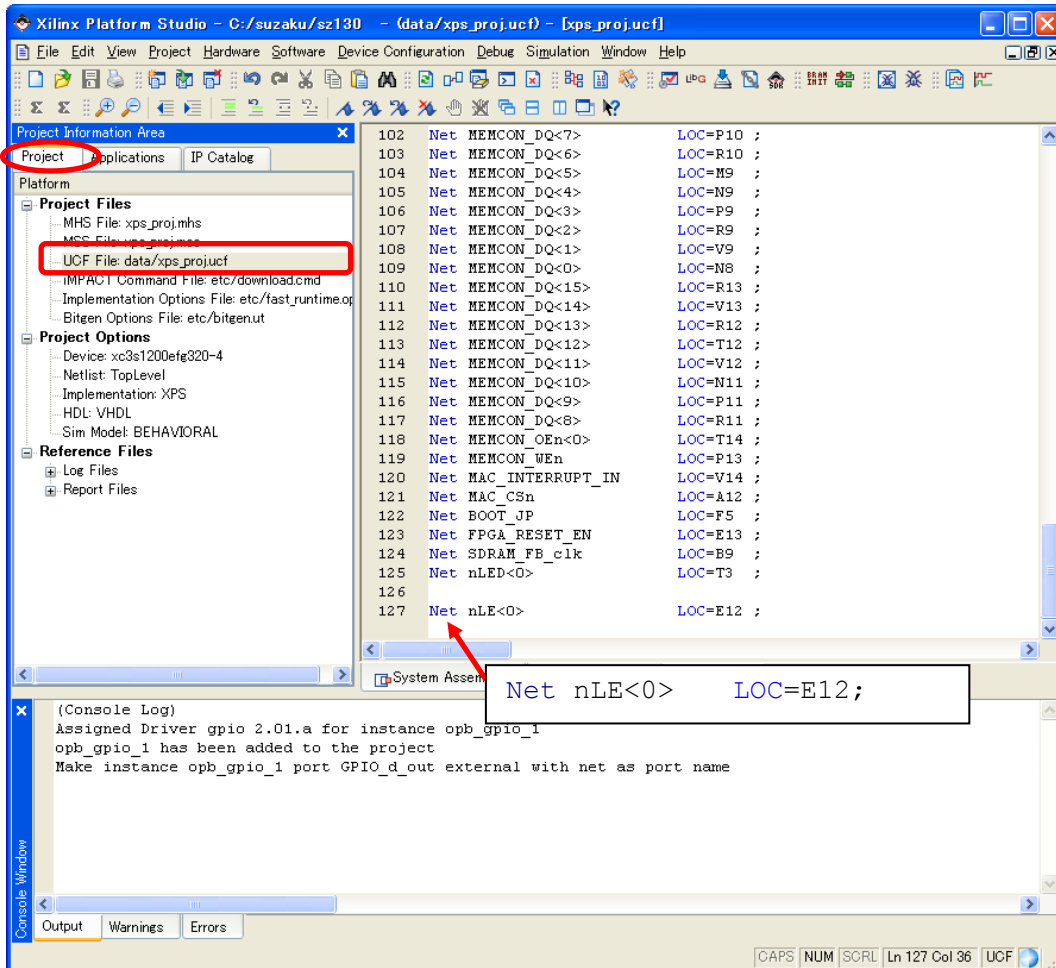 Xilinx Platform Studio - C:/suzaku/sz130 - (data/xps_proj.ucf) - [xps_proj.ucf]
File Edit View Project Hardware Software Device Configuration Debug Simulation Window Help
Project Information Area
Project Applications IP Catalog
Platform
Project Files
MHS File: xps_proj.mhs
MSS File: xps_proj.mss
UCF File: data/xps_proj.ucf
iMPACT Command File: etc/download.cmd
Implementation Options File: etc/fast_runtime.op
Bitgen Options File: etc/bitgen.ut
Project Options
Device: xc3s1200efg320-4
Netlist: TopLevel
Implementation: XPS
HDL: VHDL
Sim Model: BEHAVIORAL
Reference Files
Log Files
Report Files
102 Net MEMCON_DQ<7> LOC=P10 ;
103 Net MEMCON_DQ<6> LOC=R10 ;
104 Net MEMCON_DQ<5> LOC=M9 ;
105 Net MEMCON_DQ<4> LOC=N9 ;
106 Net MEMCON_DQ<3> LOC=P9 ;
107 Net MEMCON_DQ<2> LOC=R9 ;
108 Net MEMCON_DQ<1> LOC=V9 ;
109 Net MEMCON_DQ<0> LOC=N8 ;
110 Net MEMCON_DQ<15> LOC=R13 ;
111 Net MEMCON_DQ<14> LOC=V13 ;
112 Net MEMCON_DQ<13> LOC=R12 ;
113 Net MEMCON_DQ<12> LOC=T12 ;
114 Net MEMCON_DQ<11> LOC=V12 ;
115 Net MEMCON_DQ<10> LOC=N11 ;
116 Net MEMCON_DQ<9> LOC=P11 ;
117 Net MEMCON_DQ<8> LOC=R11 ;
118 Net MEMCON_OEn<0> LOC=T14 ;
119 Net MEMCON_WEn LOC=P13 ;
120 Net MAC_INTERRUPT_IN LOC=V14 ;
121 Net MAC_CSn LOC=A12 ;
122 Net BOOT_JP LOC=F5 ;
123 Net FPGA_RESET_EN LOC=E13 ;
124 Net SDRAM_FB_clk LOC=B9 ;
125 Net nLED<0> LOC=T3 ;
126
127 Net nLE<0> LOC=E12 ;
System Assem
Net nLE<0> LOC=E12;
(Console Log)
Assigned Driver gpio 2.01.a for instance opb_gpio_1
opb_gpio_1 has been added to the project
Make instance opb_gpio_1 port GPIO_d_out external with net as port name
Console Window
Output Warnings Errors
CAPS NUM SCRL Ln 127 Col 36 UCF